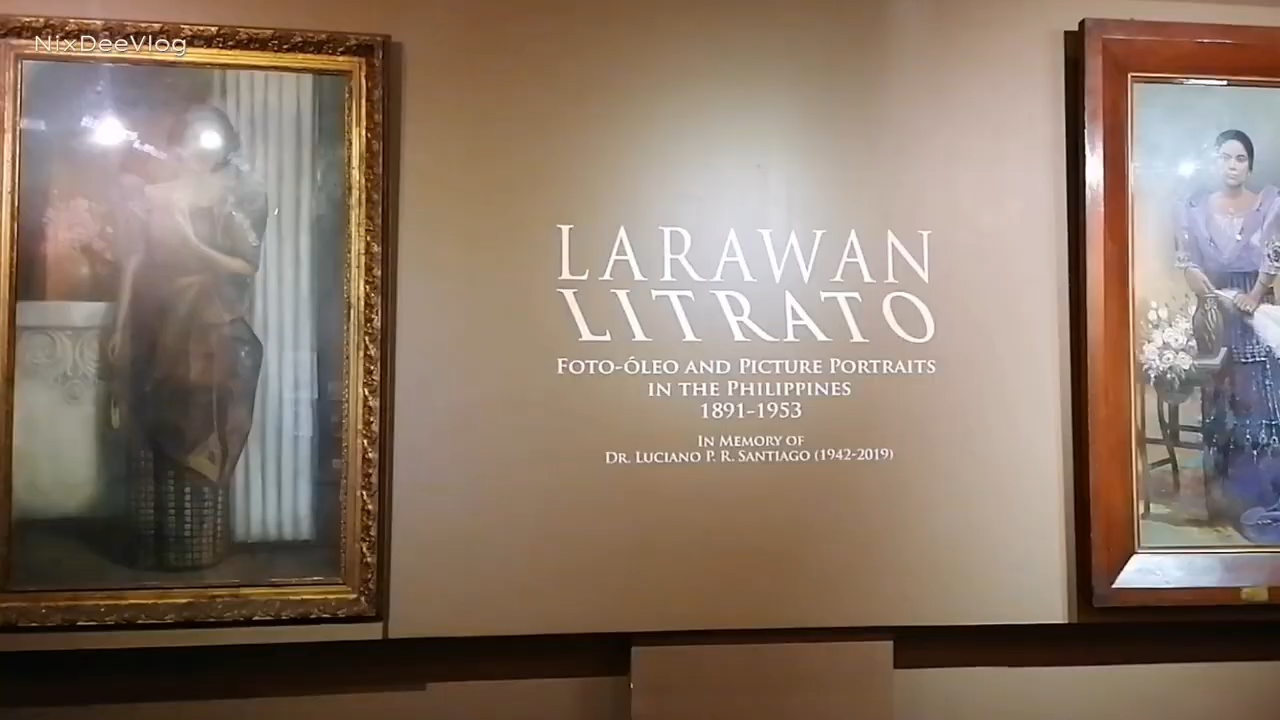 NixDeeVlog
LARAWAN
LITRATO
FOTO-ÓLEO AND PICTURE PORTRAITS
IN THE PHILIPPINES
1891-1953
IN MEMORY OF
DR. LUCIANO P. R. SANTIAGO (1942-2019)